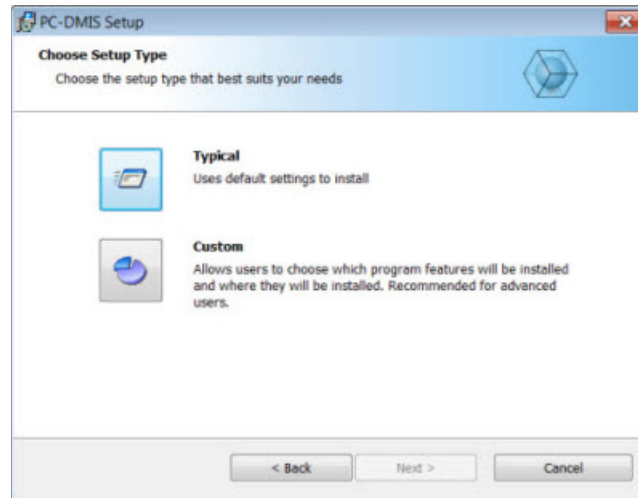 PC-DMIS Setup
Choose Setup Type
Choose the setup type that best suits your needs
Typical
Uses default settings to install
Custom
Allows users to choose which program features will be installed
and where they will be installed. Recommended for advanced
users.
< Back
Next >
Cancel